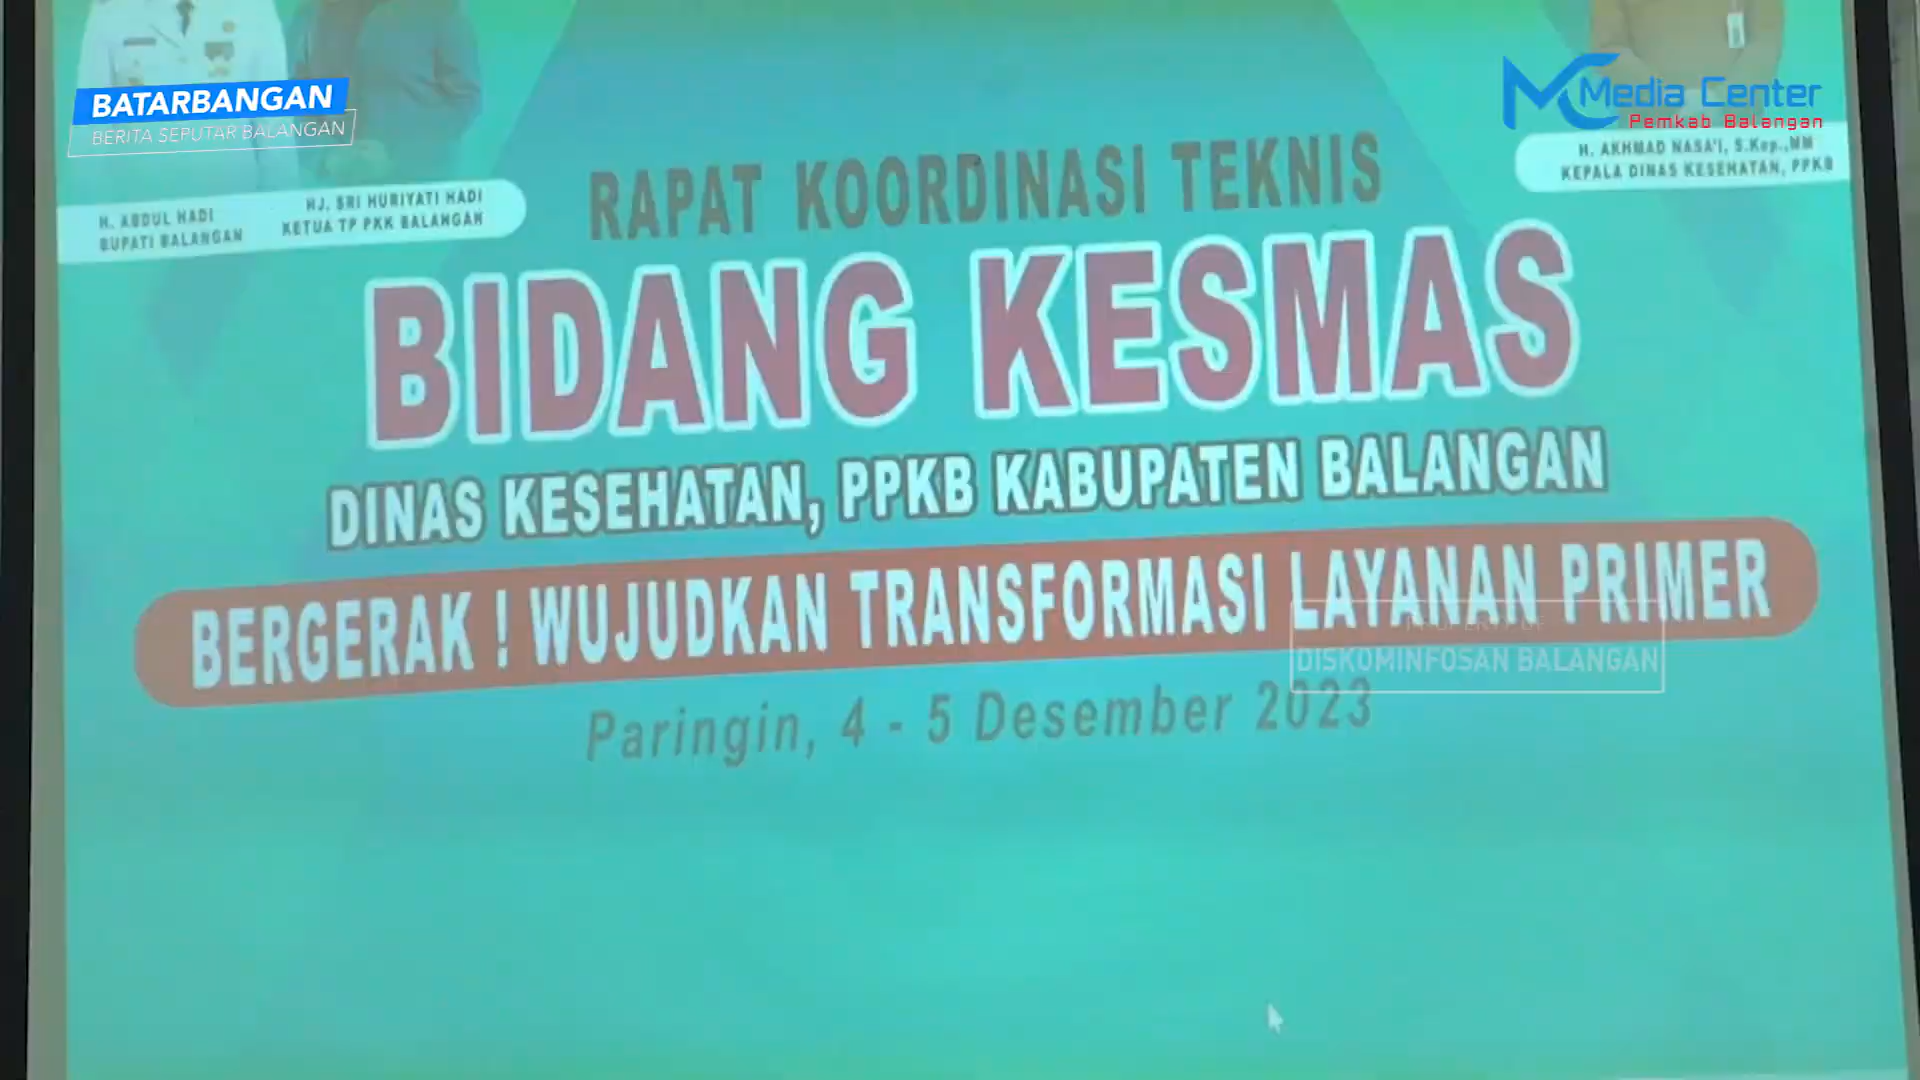 BATARBANGAN
BERITA SEPUTAR BALANGAN
Media Center
Pemkab Balangan
H. ABDUL HADI
BUPATI BALANGAN
HJ. SRI HURIYATI HADI
KETUA TP PKK BALANGAN
H. AKHMAD NASA'I, S.Kep.,MM
KEPALA DINAS KESEHATAN, PPKB
RAPAT KOORDINASI TEKNIS
BIDANG KESMAS
DINAS KESEHATAN, PPKB KABUPATEN BALANGAN
BERGERAK ! WUJUDKAN TRANSFORMASI LAYANAN PRIMER
PROPERTY OF
DISKOMINFOSAN BALANGAN
Paringin, 4 - 5 Desember 2023